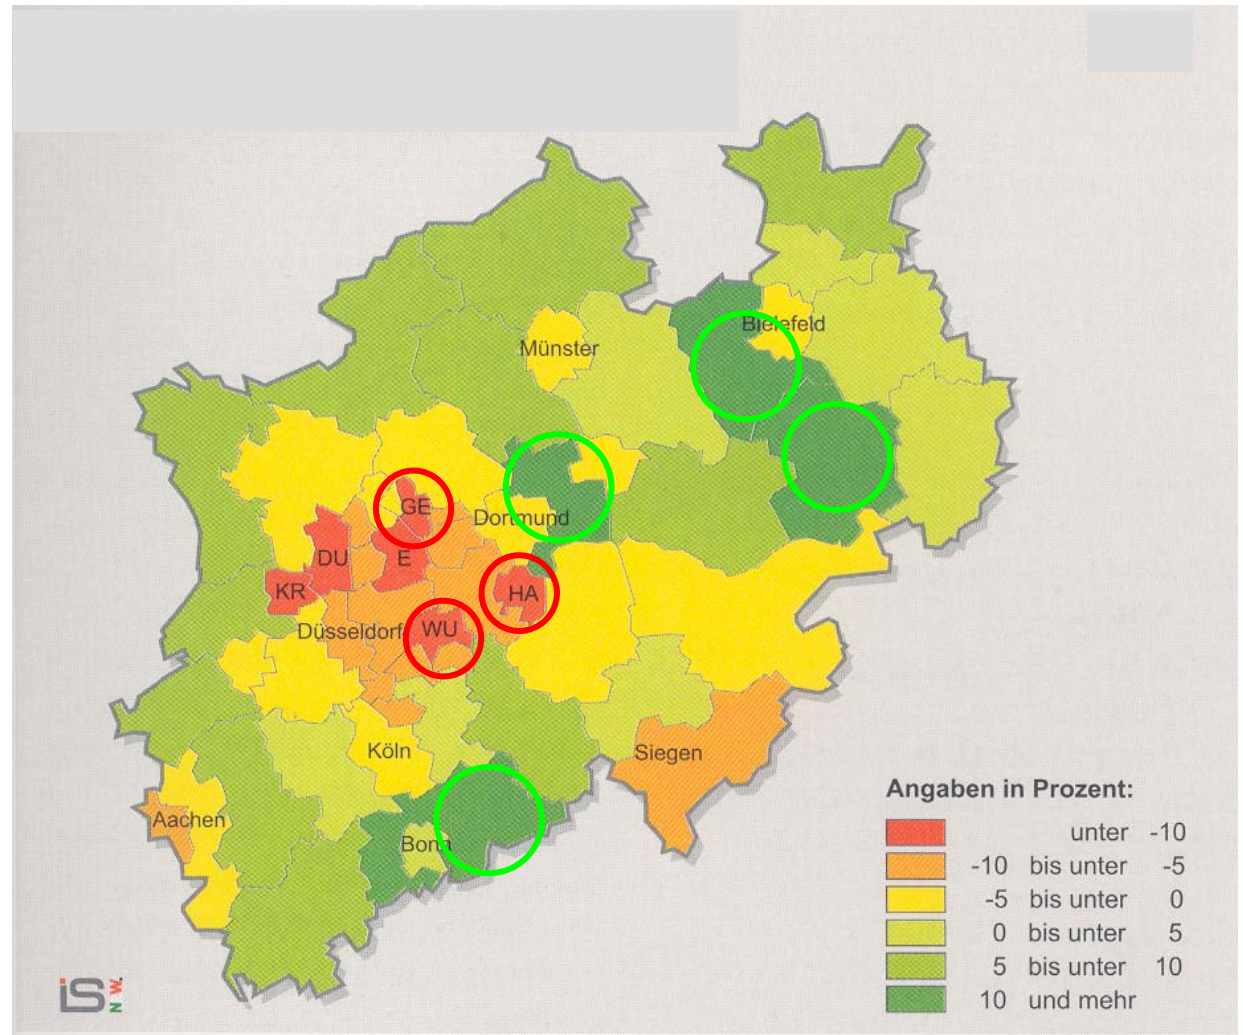 Bielefeld
Münster
GE
Dortmund
DU
E
KR
HA
Düsseldorf
WU
Köln
Siegen
Aachen
Bonn
Angaben in Prozent:
unter -10
-10 bis unter -5
-5 bis unter 0
0 bis unter 5
5 bis unter 10
10 und mehr
iS NW.